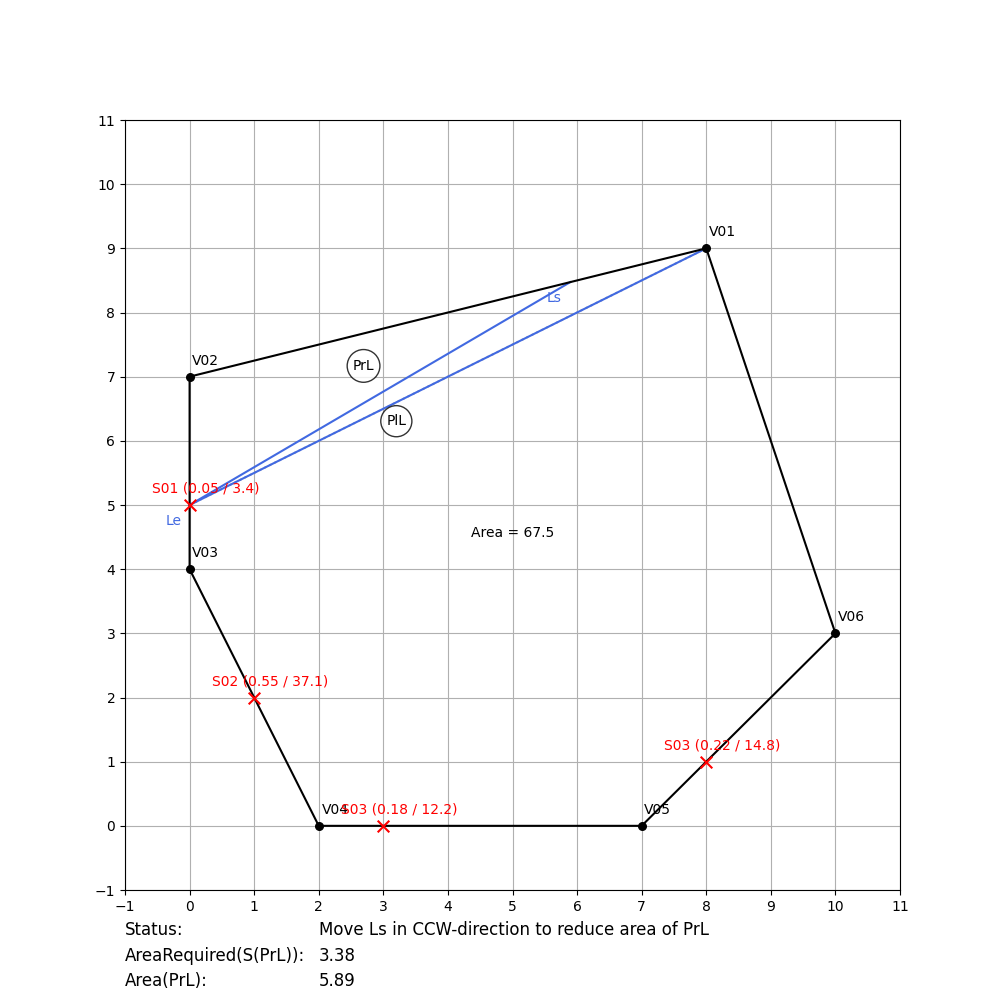 11
10
9
8
7
6
5
4
3
2
1
0
−1
V01
Ls
V02
PrL
PlL
S01 (0.05 / 3.4)
Le
Area = 67.5
V03
V06
S02 (0.55 / 37.1)
S03 (0.22 / 14.8)
V04
S03 (0.18 / 12.2)
V05
−1 0 1 2 3 4 5 6 7 8 9 10 11
Status: Move Ls in CCW-direction to reduce area of PrL
AreaRequired(S(PrL)): 3.38
Area(PrL): 5.89